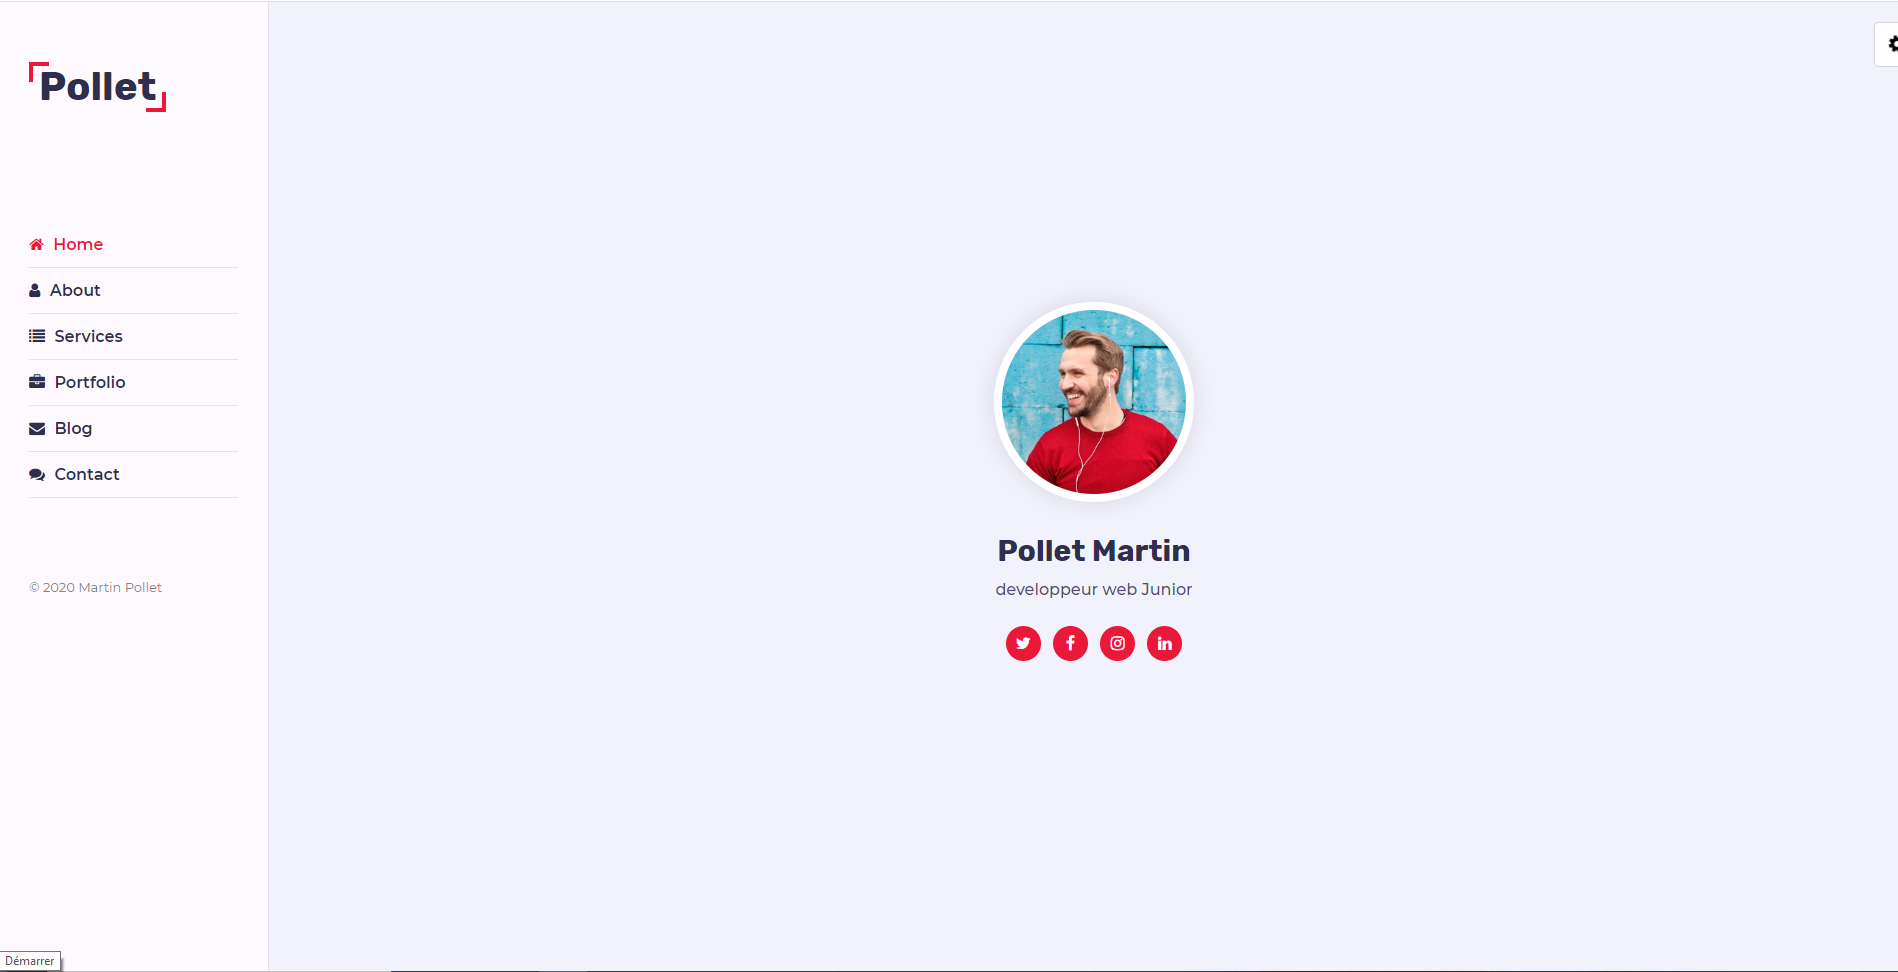 Pollet
Home
About
Services
Portfolio
Blog
Contact
© 2020 Martin Pollet
Pollet Martin
developpeur web Junior
Démarrer